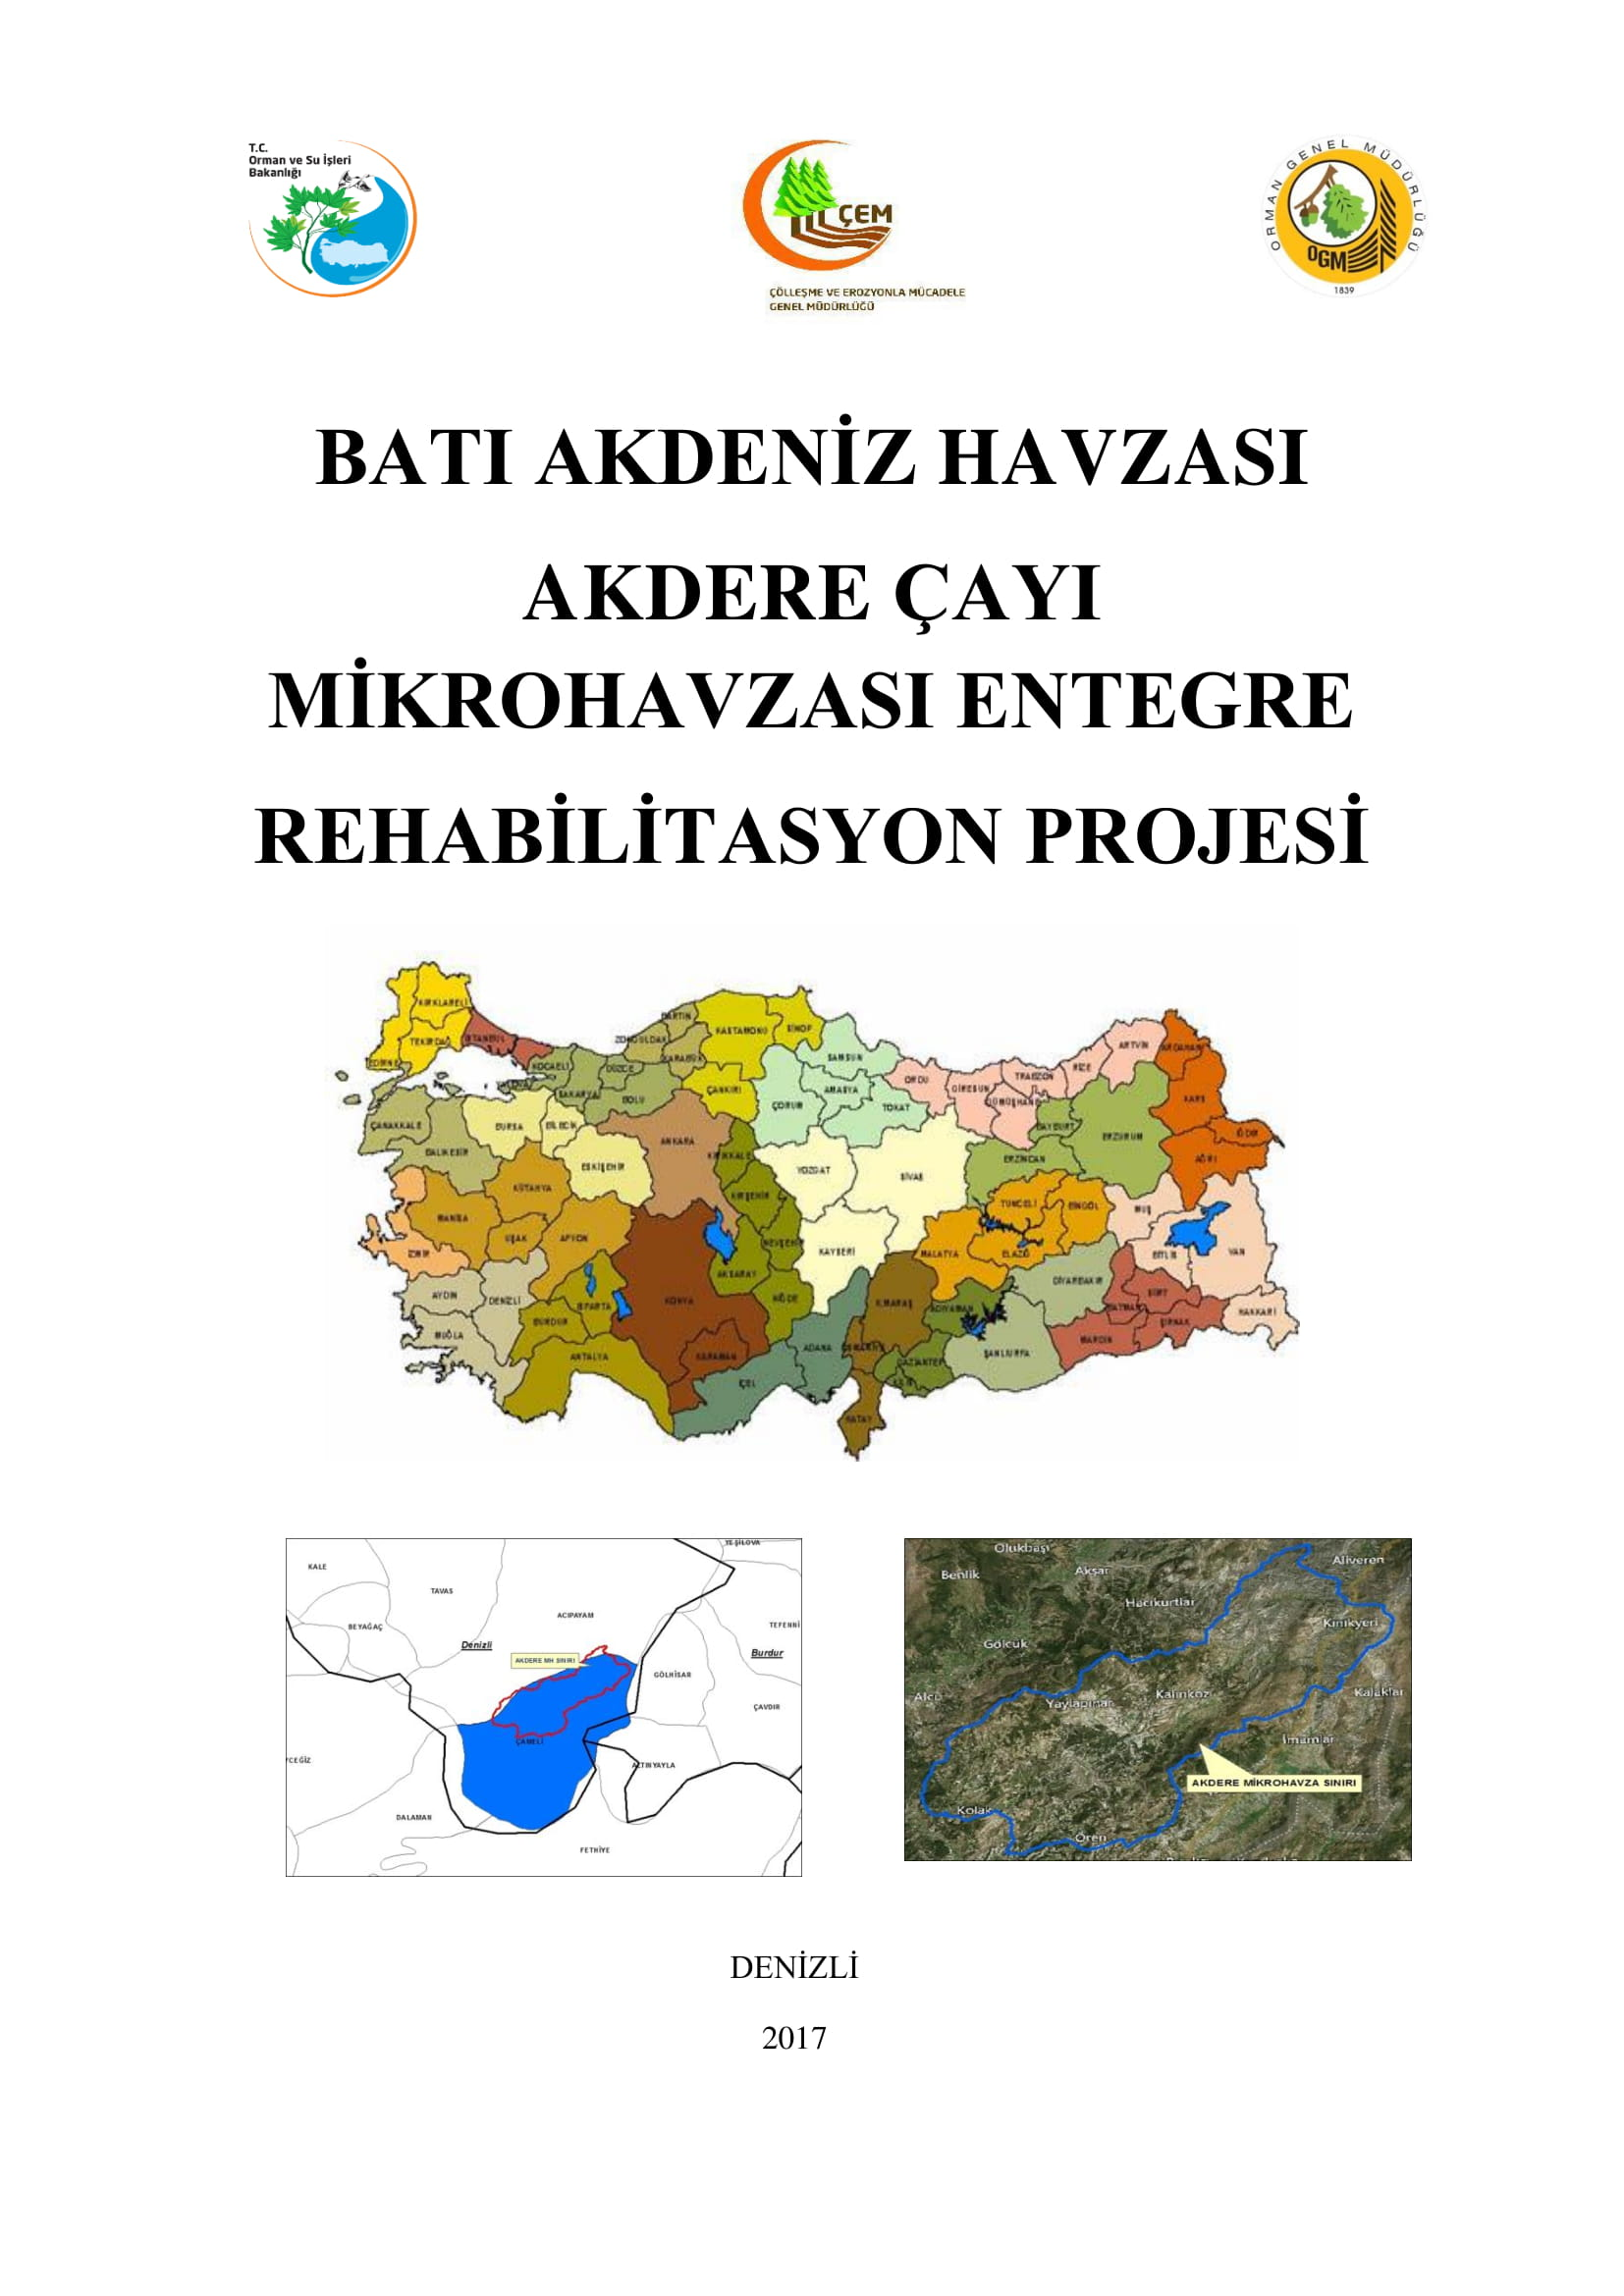 T.C.
Orman ve Su İşleri
Bakanlığı
ÇEM
ÇÖLLEŞME VE EROZYONLA MÜCADELE
GENEL MÜDÜRLÜĞÜ
ORMAN GENEL MÜDÜRLÜĞÜ
OGM
1839
BATI AKDENİZ HAVZASI
AKDERE ÇAYI
MİKROHAVZASI ENTEGRE
REHABİLİTASYON PROJESİ
KIRKLARELİ
TEKİRDAĞ
EDİRNE
KOCAELİ
SAKARYA
DÜZCE
BOLU
ZONGULDAK
BARTIN
KARABÜK
KASTAMONU
SİNOP
ÇANKIRI
SAMSUN
AMASYA
ÇORUM
TOKAT
ORDU
GİRESUN
TRABZON
RİZE
ARTVİN
ARDAHAN
KARS
IĞDIR
AĞRI
BAYBURT
ERZURUM
ERZİNCAN
ÇANAKKALE
BALIKESİR
BURSA
BİLECİK
ESKİŞEHİR
ANKARA
KIRIKKALE
KIRŞEHİR
NEVŞEHİR
YOZGAT
SİVAS
KAYSERİ
KÜTAHYA
MANİSA
UŞAK
AFYON
İZMİR
AYDIN
DENİZLİ
MUĞLA
BURDUR
ISPARTA
ANTALYA
KONYA
KARAMAN
AKSARAY
NİĞDE
İÇEL
ADANA
K.MARAŞ
HATAY
GAZİANTEP
ADIYAMAN
MALATYA
ELAZIĞ
TUNCELİ
BİNGÖL
MUŞ
BİTLİS
VAN
HAKKARİ
DİYARBAKIR
BATMAN
SİİRT
ŞIRNAK
MARDİN
ŞANLIURFA
YEŞİLOVA
KALE
TAVAS
ACIPAYAM
BEYAĞAÇ
TEFENNİ
Denizli
Burdur
AKDERE MH SINIRI
GÖLHİSAR
ÇAVDIR
ÇAMELİ
YCEĞİZ
ALTINYAYLA
DALAMAN
FETHİYE
Olukbaşı
Aliveren
Benlik
Akşar
Hacıkurtlar
Kınıkyeri
Gölcük
Alcı
Yaylapınar
Kalınkoz
Kalaklar
İmamlar
AKDERE MİKROHAVZA SINIRI
Kolak
Ören
DENİZLİ
2017